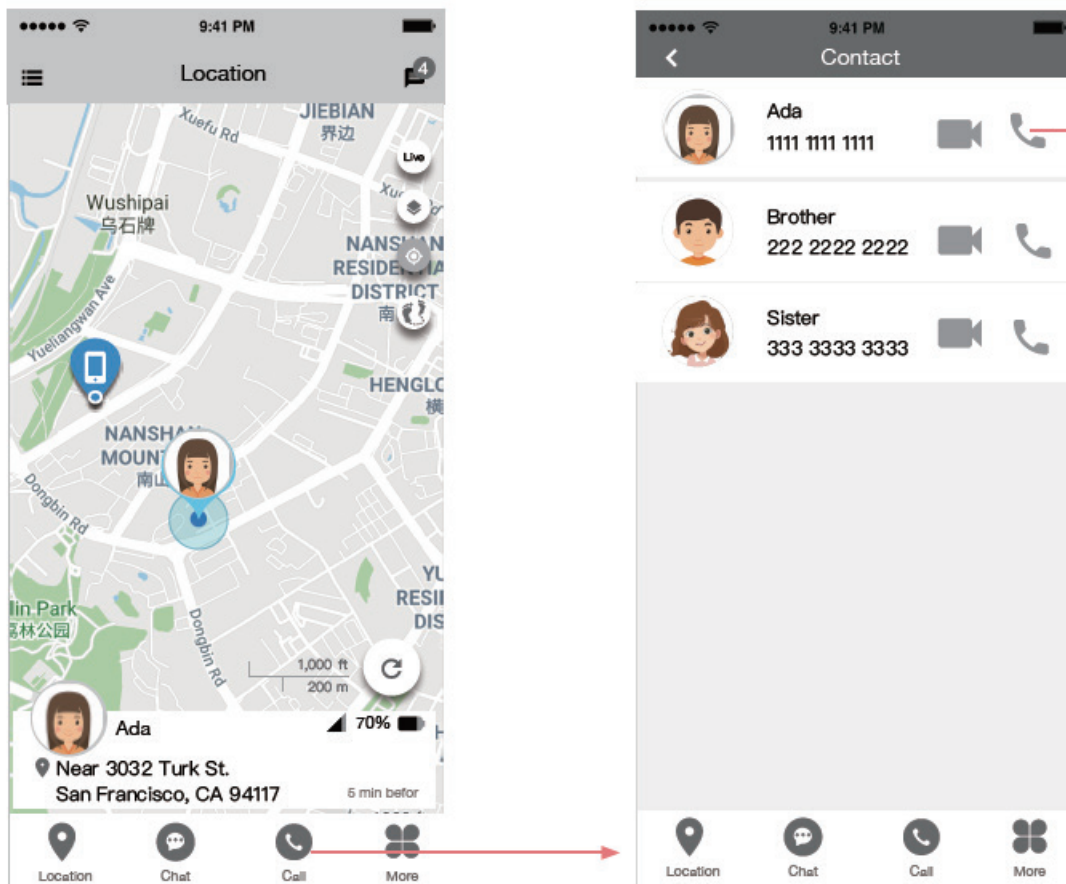 9:41 PM
Location
4
JIEBIAN
界边
Xuefu Rd
Live
Wushipai
乌石牌
NANSHAN
RESIDENTIA
DISTRICT
南
Yueliangwan Ave
HENGLO
横
NANSHAN
MOUNT
南山
Dongbin Rd
lin Park
荔林公园
Dongbin Rd
YU
RESI
DIS
1,000 ft
200 m
Ada
70%
Near 3032 Turk St.
San Francisco, CA 94117
5 min befor
Location
Chat
Call
More
9:41 PM
Contact
Ada
1111 1111 1111
Brother
222 2222 2222
Sister
333 3333 3333
Location
Chat
Call
More